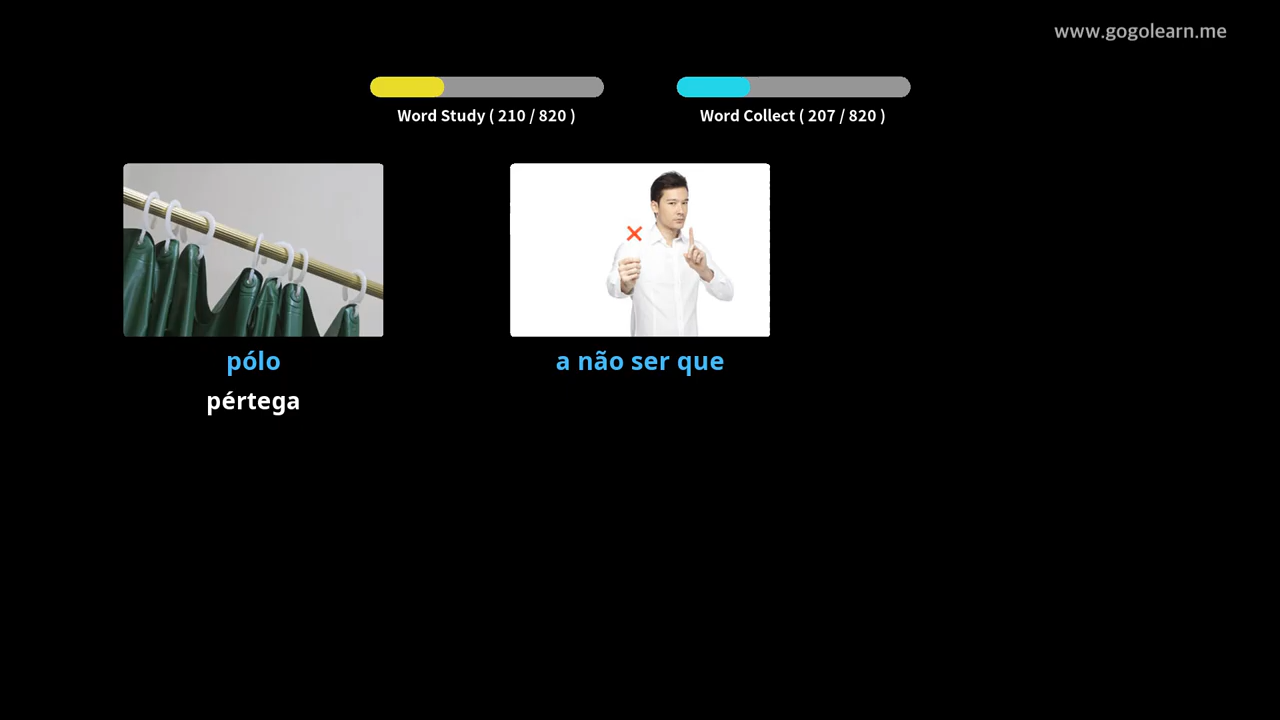 www.gogolearn.me
Word Study ( 210 / 820 )
Word Collect ( 207 / 820 )
pólo
pértega
a não ser que